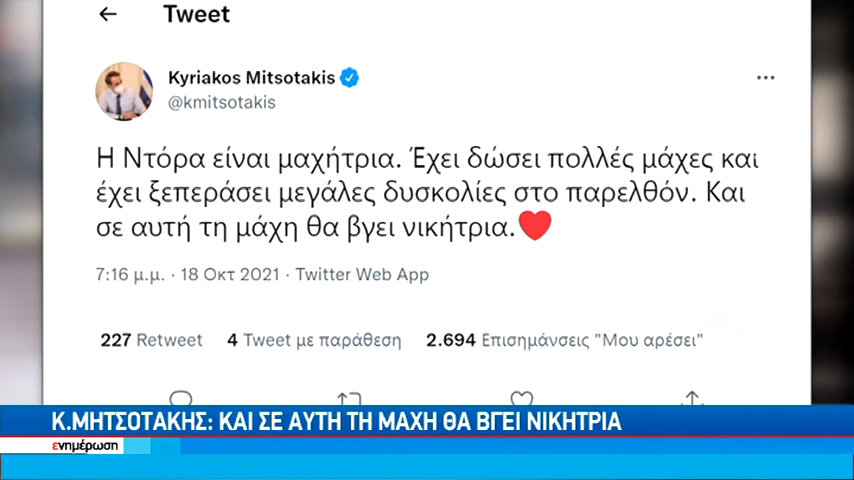 Tweet
Kyriakos Mitsotakis
@kmitsotakis
Η Ντόρα είναι μαχήτρια. Έχει δώσει πολλές μάχες και
έχει ξεπεράσει μεγάλες δυσκολίες στο παρελθόν. Και
σε αυτή τη μάχη θα βγει νικήτρια.❤️
7:16 μ.μ. · 18 Οκτ 2021 · Twitter Web App
227 Retweet 4 Tweet με παράθεση 2.694 Επισημάνσεις "Μου αρέσει"
Κ.ΜΗΤΣΟΤΑΚΗΣ: ΚΑΙ ΣΕ ΑΥΤΗ ΤΗ ΜΑΧΗ ΘΑ ΒΓΕΙ ΝΙΚΗΤΡΙΑ
ενημέρωση